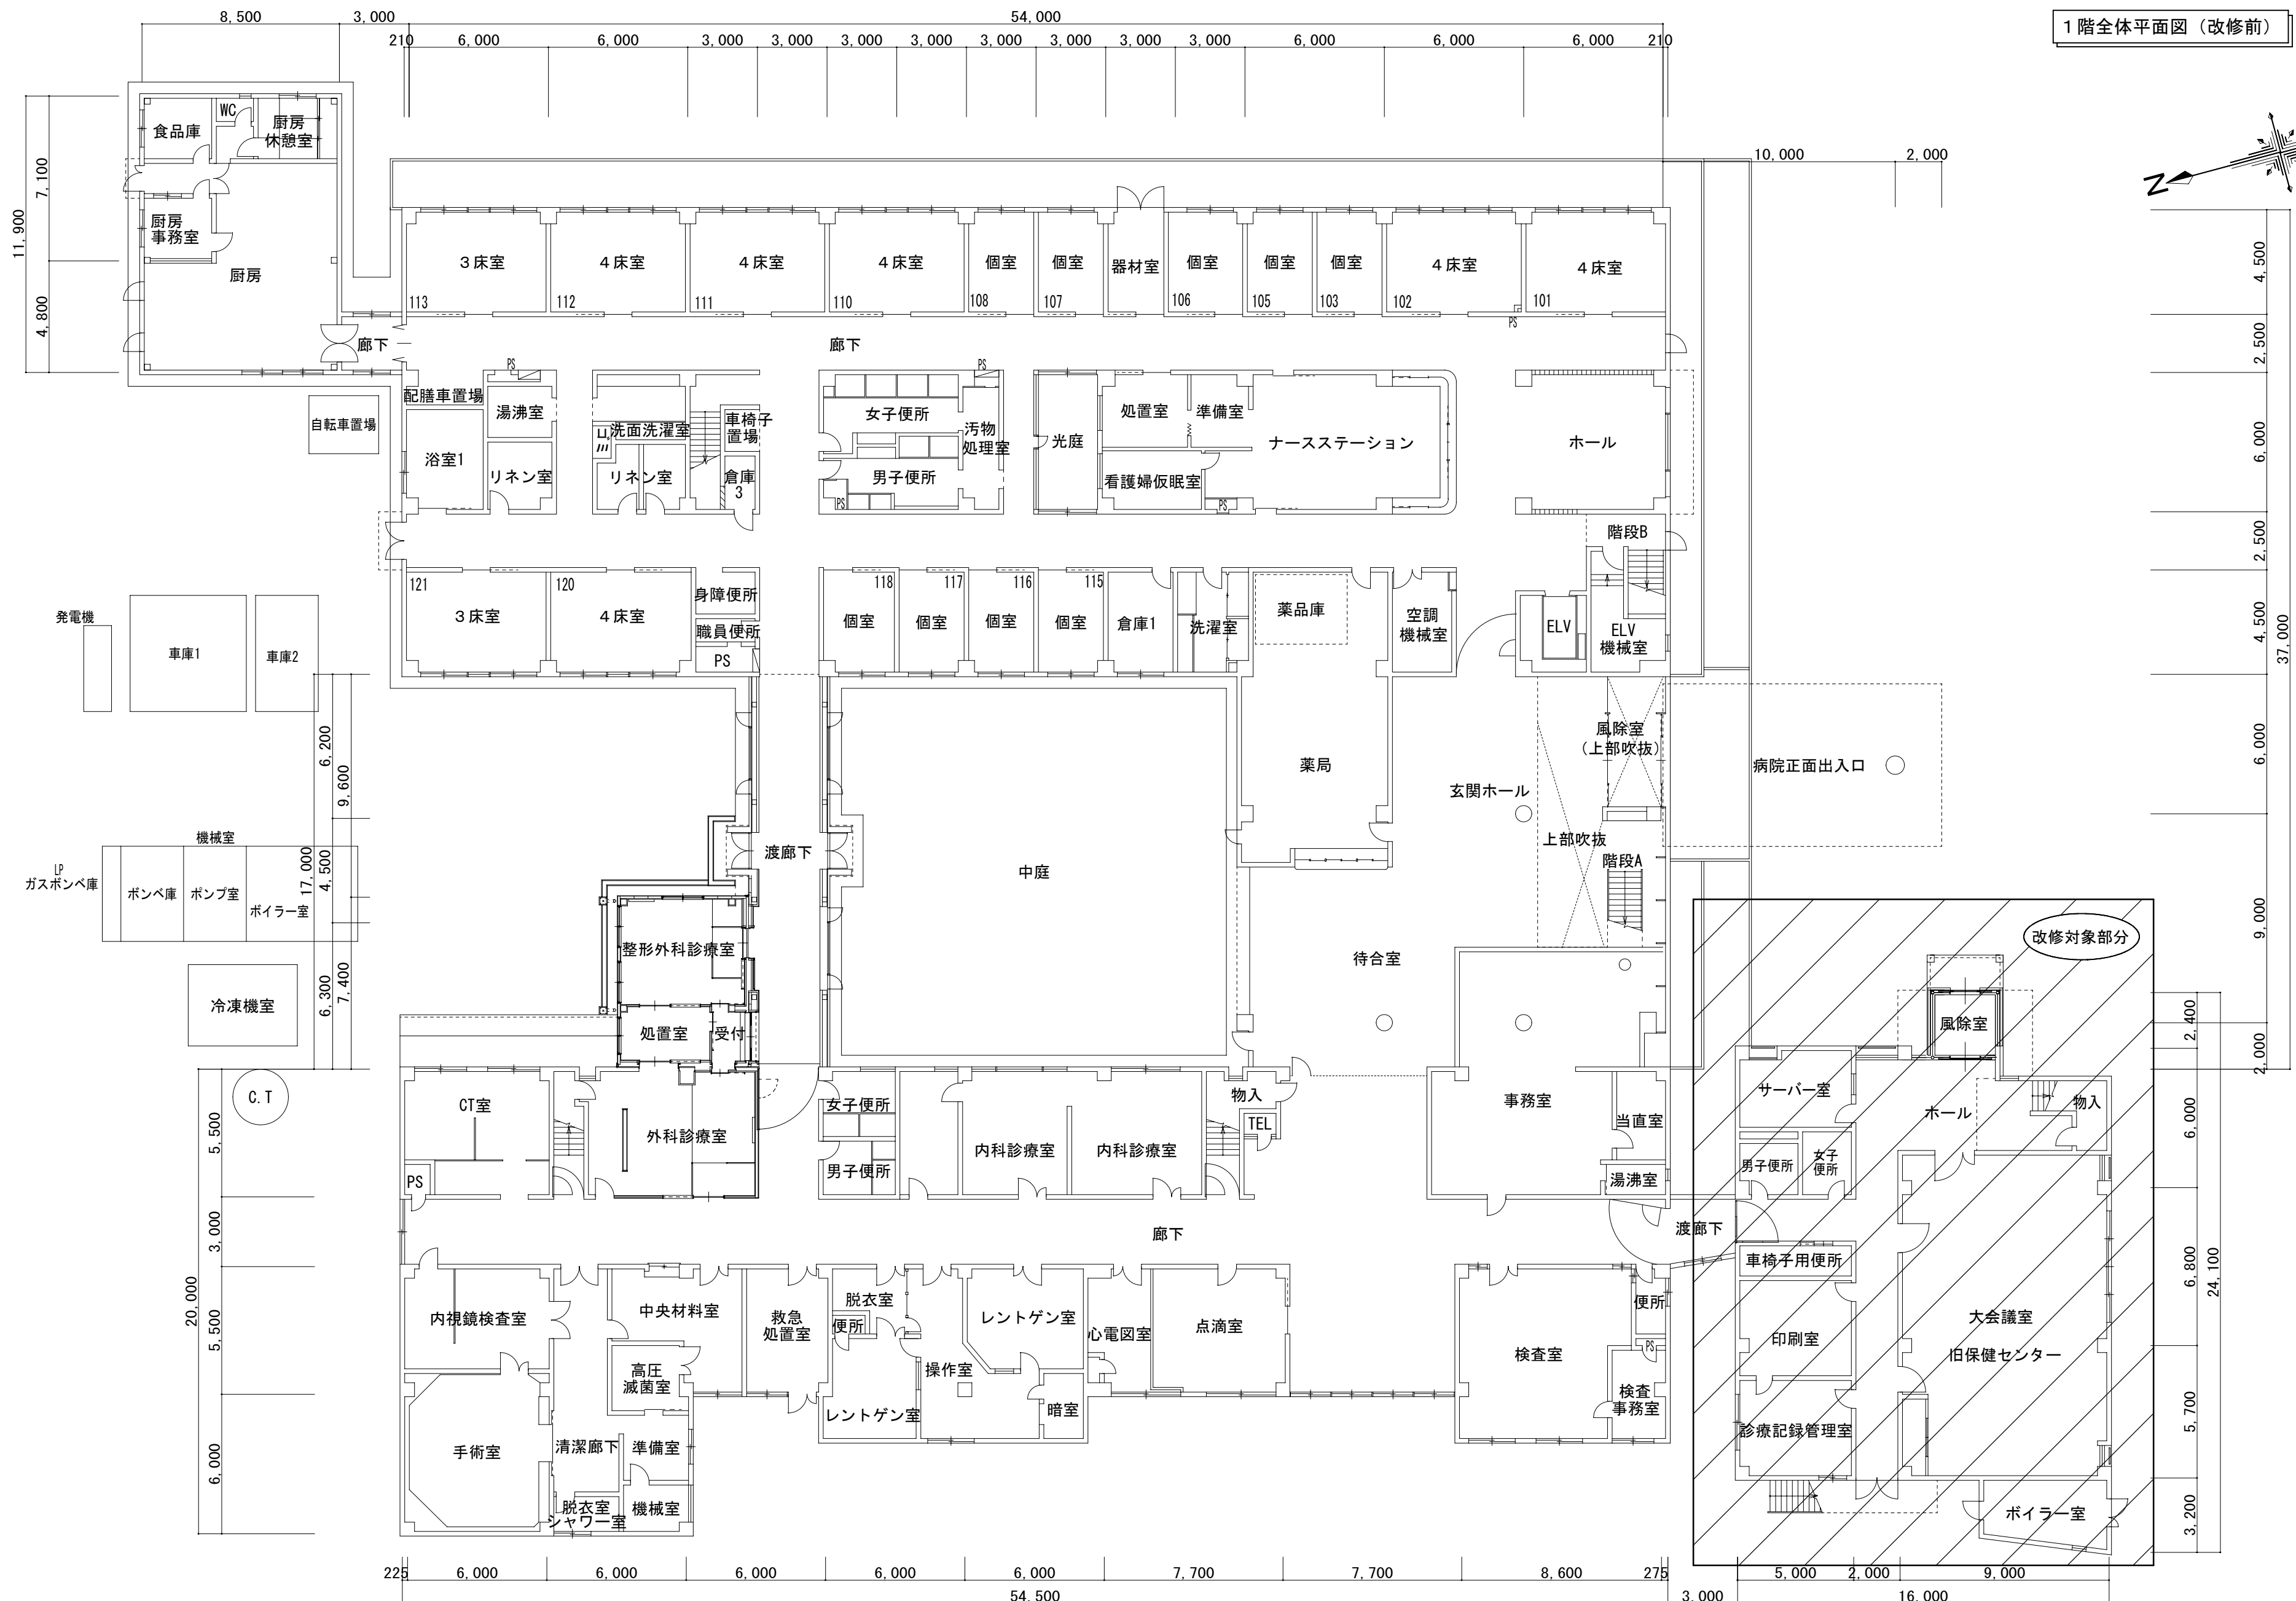 1階全体平面図（改修前）
8,500
3,000
54,000
210
6,000
6,000
3,000
3,000
3,000
3,000
3,000
3,000
3,000
3,000
6,000
6,000
6,000
210
10,000
2,000
N
11,900
7,100
4,800
食品庫
WC
厨房
休憩室
厨房
事務室
厨房
廊下
3床室
113
4床室
112
4床室
111
4床室
110
個室
108
個室
107
器材室
個室
106
個室
105
個室
103
4床室
102
4床室
101
PS
廊下
4,500
2,500
6,000
2,500
4,500
6,000
9,000
2,000
37,000
自転車置場
配膳車置場
PS
湯沸室
浴室1
リネン室
洗面洗濯室
リネン室
車椅子
置場
倉庫
3
女子便所
男子便所
PS
PS
汚物
処理室
光庭
処置室
準備室
看護婦仮眠室
PS
ナースステーション
ホール
階段B
121
3床室
120
4床室
身障便所
職員便所
PS
118
個室
117
個室
116
個室
115
個室
倉庫1
洗濯室
薬品庫
空調
機械室
ELV
ELV
機械室
発電機
車庫1
車庫2
6,200
9,600
17,000
4,500
6,300
7,400
機械室
LP
ガスボンベ庫
ボンベ庫
ポンプ室
ボイラー室
冷凍機室
C.T
渡廊下
中庭
薬局
玄関ホール
風除室
（上部吹抜）
病院正面出入口
上部吹抜
階段A
待合室
整形外科診療室
処置室
受付
改修対象部分
風除室
サーバー室
ホール
物入
男子便所
女子
便所
2,400
6,000
6,800
24,100
5,700
3,200
CT室
PS
外科診療室
女子便所
男子便所
内科診療室
内科診療室
物入
TEL
事務室
当直室
湯沸室
廊下
渡廊下
車椅子用便所
20,000
5,500
3,000
5,500
6,000
内視鏡検査室
中央材料室
救急
処置室
脱衣室
便所
レントゲン室
心電図室
点滴室
検査室
便所
PS
検査
事務室
高圧
滅菌室
操作室
レントゲン室
暗室
手術室
清潔廊下
準備室
脱衣室
シャワー室
機械室
印刷室
大会議室
旧保健センター
診療記録管理室
ボイラー室
225
6,000
6,000
6,000
6,000
6,000
7,700
7,700
8,600
275
54,500
3,000
5,000
2,000
9,000
16,000